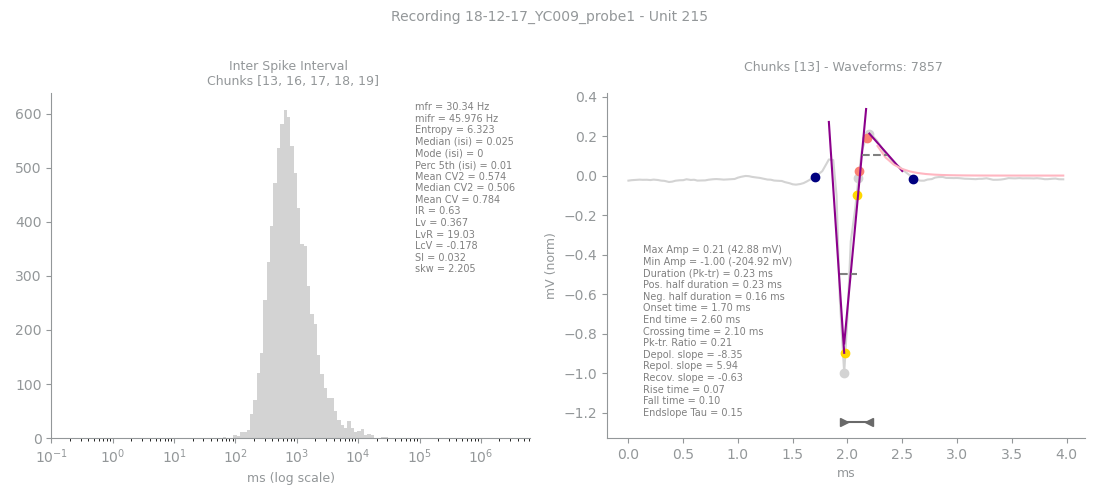 Recording 18-12-17_YC009_probe1 - Unit 215
Inter Spike Interval
Chunks [13, 16, 17, 18, 19]
600
500
400
300
200
100
0
mfr = 30.34 Hz
mifr = 45.976 Hz
Entropy = 6.323
Median (isi) = 0.025
Mode (isi) = 0
Perc 5th (isi) = 0.01
Mean CV2 = 0.574
Median CV2 = 0.506
Mean CV = 0.784
IR = 0.63
Lv = 0.367
LvR = 19.03
LcV = -0.178
SI = 0.032
skw = 2.205
10⁻¹ 10⁰ 10¹ 10² 10³ 10⁴ 10⁵ 10⁶
ms (log scale)
Chunks [13] - Waveforms: 7857
0.4
0.2
0.0
−0.2
−0.4
−0.6
−0.8
−1.0
−1.2
mV (norm)
Max Amp = 0.21 (42.88 mV)
Min Amp = -1.00 (-204.92 mV)
Duration (Pk-tr) = 0.23 ms
Pos. half duration = 0.23 ms
Neg. half duration = 0.16 ms
Onset time = 1.70 ms
End time = 2.60 ms
Crossing time = 2.10 ms
Pk-tr. Ratio = 0.21
Depol. slope = -8.35
Repol. slope = 5.94
Recov. slope = -0.63
Rise time = 0.07
Fall time = 0.10
Endslope Tau = 0.15
0.0 0.5 1.0 1.5 2.0 2.5 3.0 3.5 4.0
ms